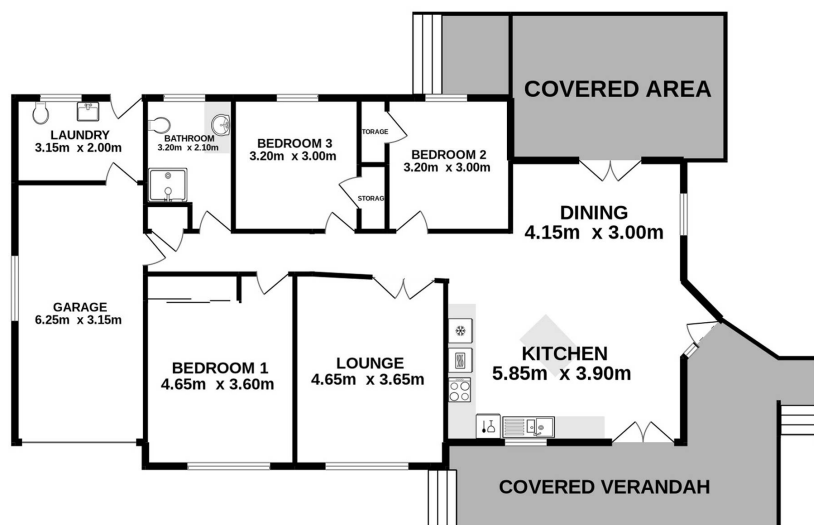 COVERED AREA
LAUNDRY
3.15m x 2.00m
BATHROOM
3.20m x 2.10m
BEDROOM 3
3.20m x 3.00m
TORAGE
BEDROOM 2
3.20m x 3.00m
STORAG
DINING
4.15m x 3.00m
GARAGE
6.25m x 3.15m
BEDROOM 1
4.65m x 3.60m
LOUNGE
4.65m x 3.65m
KITCHEN
5.85m x 3.90m
COVERED VERANDAH